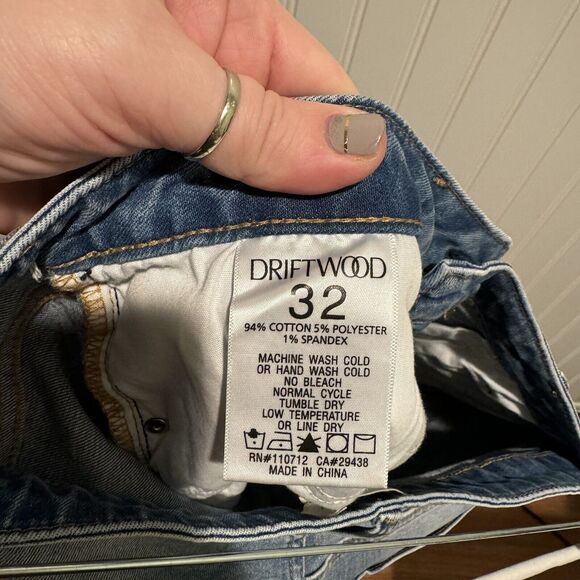 DRIFTWOOD
32
94% COTTON 5% POLYESTER
1% SPANDEX
MACHINE WASH COLD
OR HAND WASH COLD
NO BLEACH
NORMAL CYCLE
TUMBLE DRY
LOW TEMPERATURE
OR LINE DRY
RN#110712 CA#29438
MADE IN CHINA